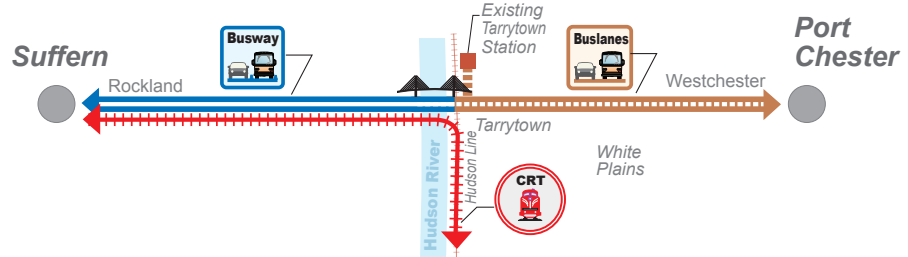 Existing
Tarrytown
Station
Port
Chester
Suffern
Busway
Buslanes
Rockland
Westchester
Tarrytown
White
Plains
Hudson River
Hudson Line
CRT